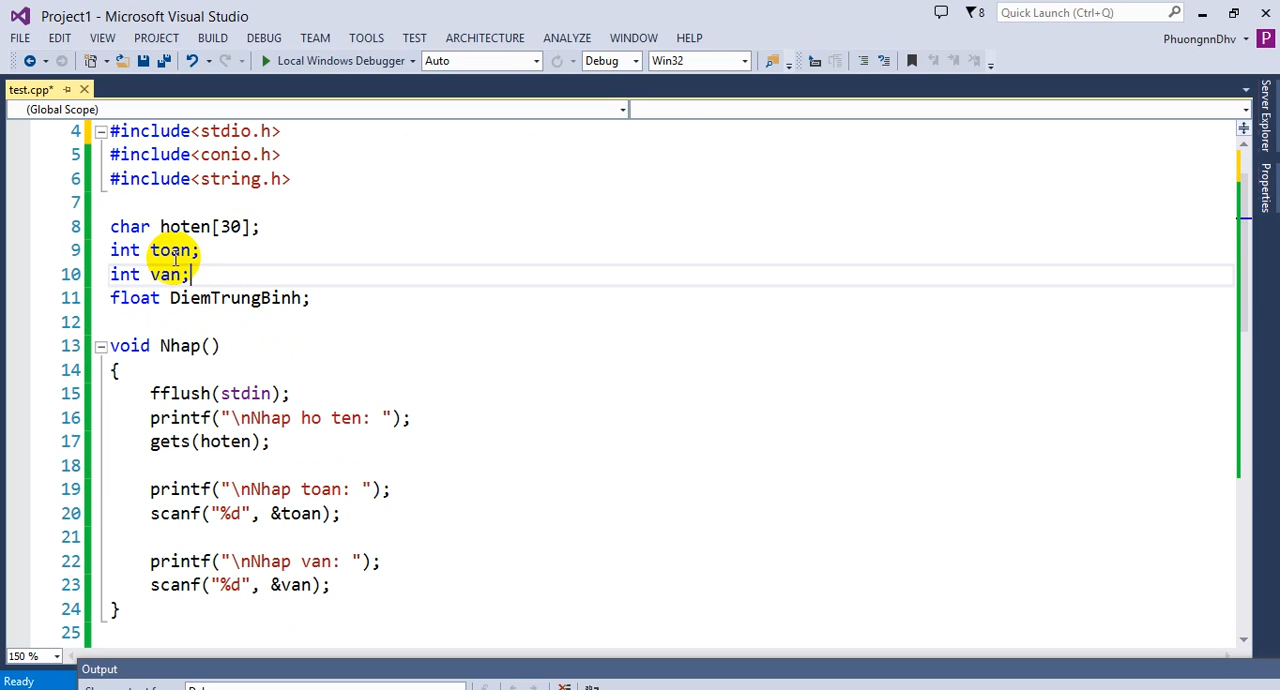 Project1 - Microsoft Visual Studio
8
Quick Launch (Ctrl+Q)
FILE EDIT VIEW PROJECT BUILD DEBUG TEAM TOOLS TEST ARCHITECTURE ANALYZE WINDOW HELP
PhuongnnDhv P
Local Windows Debugger Auto Debug Win32
test.cpp*
(Global Scope)
4 #include<stdio.h>
5 #include<conio.h>
6 #include<string.h>
7
8 char hoten[30];
9 int toan;
10 int van;
11 float DiemTrungBinh;
12
13 void Nhap()
14 {
15 fflush(stdin);
16 printf("\nNhap ho ten: ");
17 gets(hoten);
18
19 printf("\nNhap toan: ");
20 scanf("%d", &toan);
21
22 printf("\nNhap van: ");
23 scanf("%d", &van);
24 }
25
150 %
Output
Ready
Server Explorer
Properties